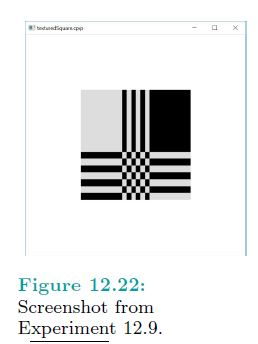 texturedSquare.cpp
Figure 12.22:
Screenshot from
Experiment 12.9.